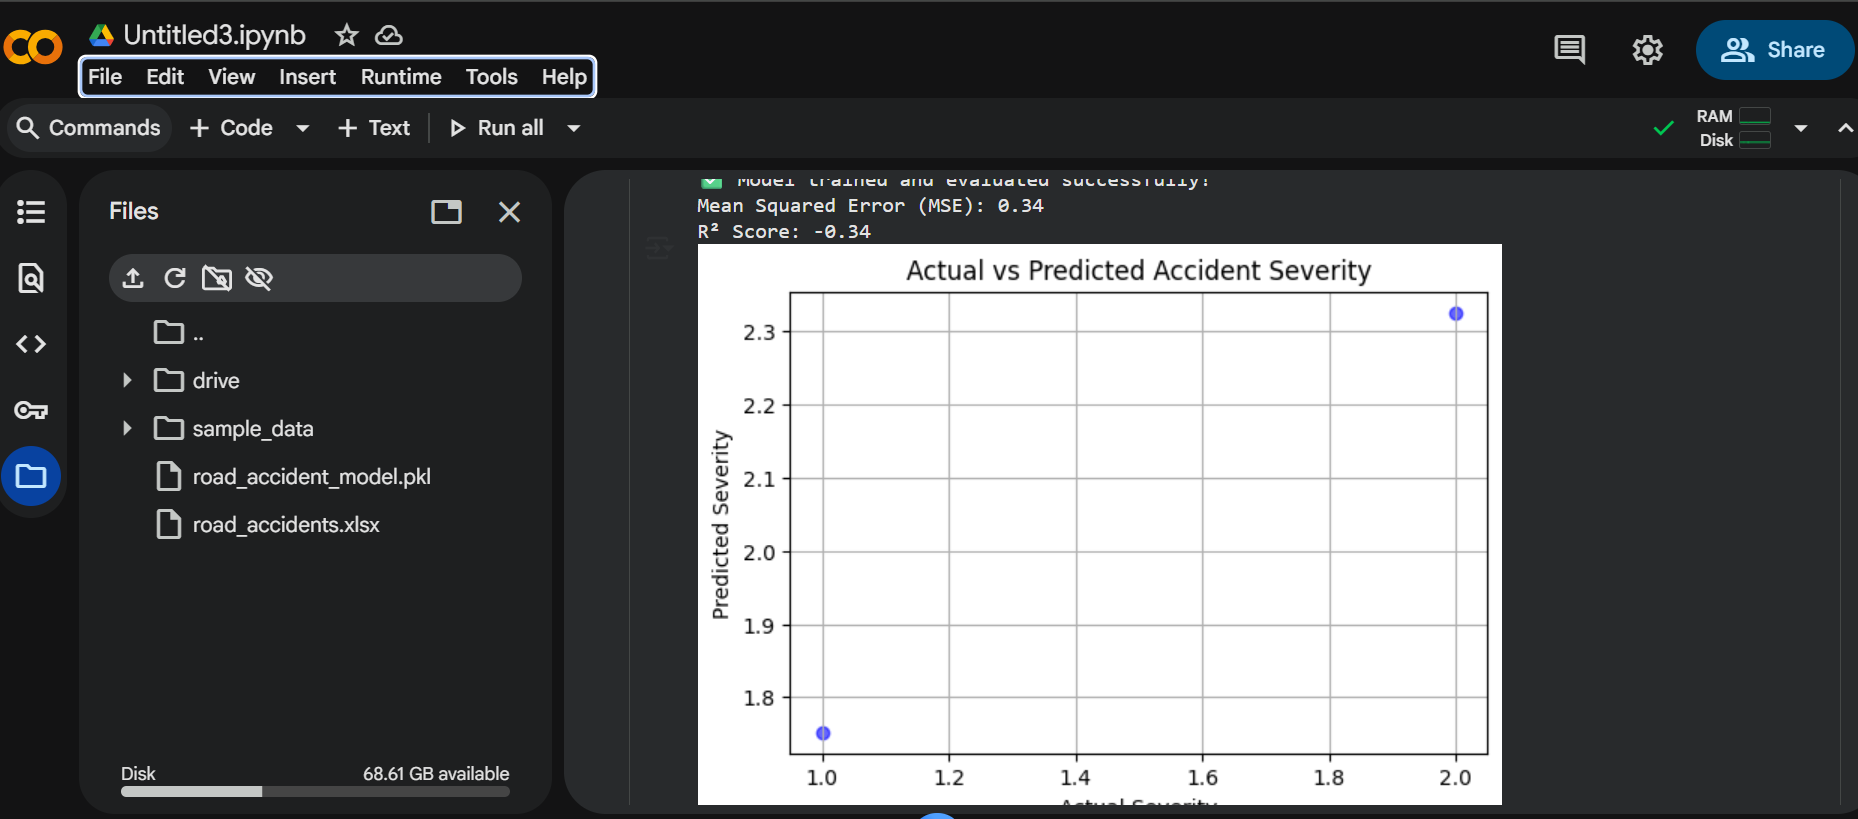 Untitled3.ipynb
File Edit View Insert Runtime Tools Help
Share
Commands + Code + Text Run all
RAM
Disk
Files
..
drive
sample_data
road_accident_model.pkl
road_accidents.xlsx
Disk 68.61 GB available
Model trained and evaluated successfully!
Mean Squared Error (MSE): 0.34
R² Score: -0.34
Actual vs Predicted Accident Severity
Predicted Severity
2.3
2.2
2.1
2.0
1.9
1.8
1.0 1.2 1.4 1.6 1.8 2.0
Actual Severity